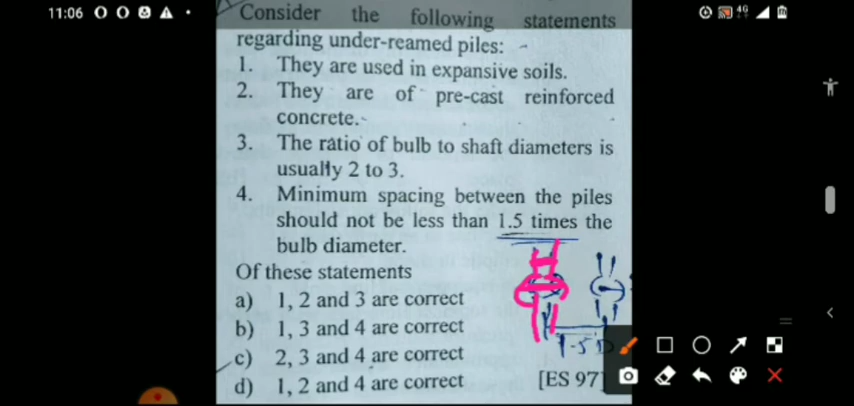 11:06
4G
Consider the following statements
regarding under-reamed piles:
1. They are used in expansive soils.
2. They are of pre-cast reinforced
concrete.
3. The ratio of bulb to shaft diameters is
usually 2 to 3.
4. Minimum spacing between the piles
should not be less than 1.5 times the
bulb diameter.
Of these statements
a) 1, 2 and 3 are correct
b) 1, 3 and 4 are correct
c) 2, 3 and 4 are correct
d) 1, 2 and 4 are correct
1.5D
[ES 97]